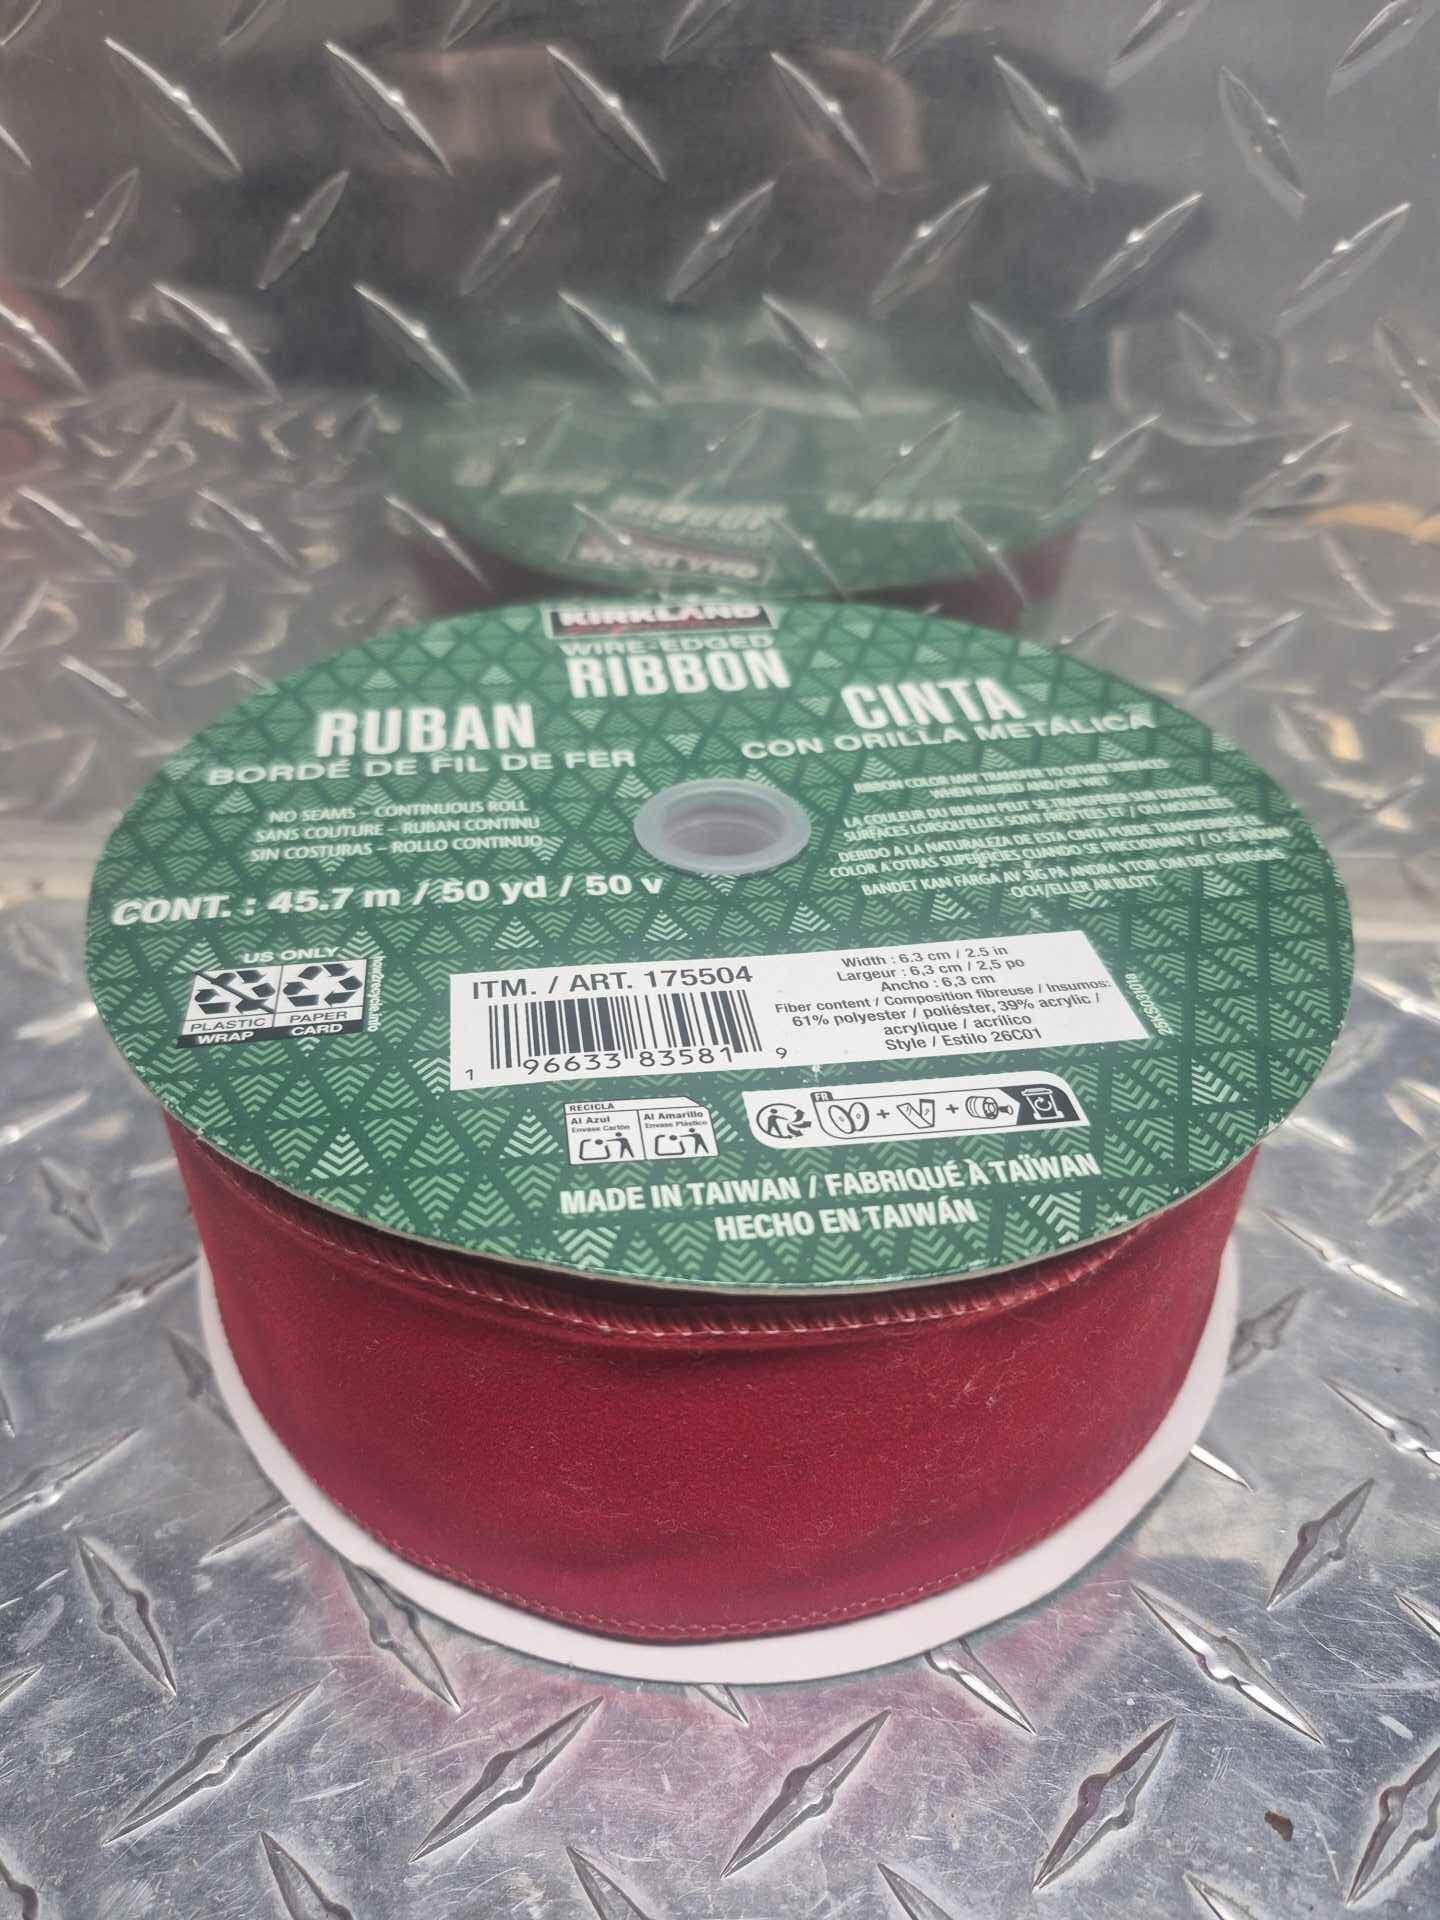 KIRKLAND
WIRE-EDGED
RIBBON
RUBAN
BORDÉ DE FIL DE FER
CINTA
CON ORILLA METÁLICA
NO SEAMS – CONTINUOUS ROLL
SANS COUTURE – RUBAN CONTINU
SIN COSTURAS – ROLLO CONTINUO
CONT. : 45.7 m / 50 yd / 50 v
RIBBON COLOR MAY TRANSFER TO OTHER SURFACES
WHEN RUBBED AND/OR WET
LA COULEUR DU RUBAN PEUT SE TRANSFÉRER SUR D'AUTRES
SURFACES LORSQU'ELLES SONT FROTTÉES ET / OU MOUILLÉES
DEBIDO A LA NATURALEZA DE ESTA CINTA PUEDE TRANSMITIRSE EL
COLOR A OTRAS SUPERFICIES CUANDO SE FRICCIONAN Y / O SE MOJAN
BANDET KAN FÄRGA AV SIG PÅ ANDRA YTOR OM DET GNUGGAS
OCH/ELLER ÄR BLÖTT
US ONLY
PLASTIC
WRAP
PAPER
CARD
how2recycle.info
ITM. / ART. 175504
1 96633 83581 9
Width : 6.3 cm / 2.5 in
Largeur : 6,3 cm / 2,5 po
Ancho : 6,3 cm
Fiber content / Composition fibreuse / Insumos:
61% polyester / poliéster, 39% acrylic /
acrylique / acrílico
Style / Estilo 26C01
RECICLA
Al Azul
Envase Cartón
Al Amarillo
Envase Plástico
FR
+ +
MADE IN TAIWAN / FABRIQUÉ À TAÏWAN
HECHO EN TAIWÁN